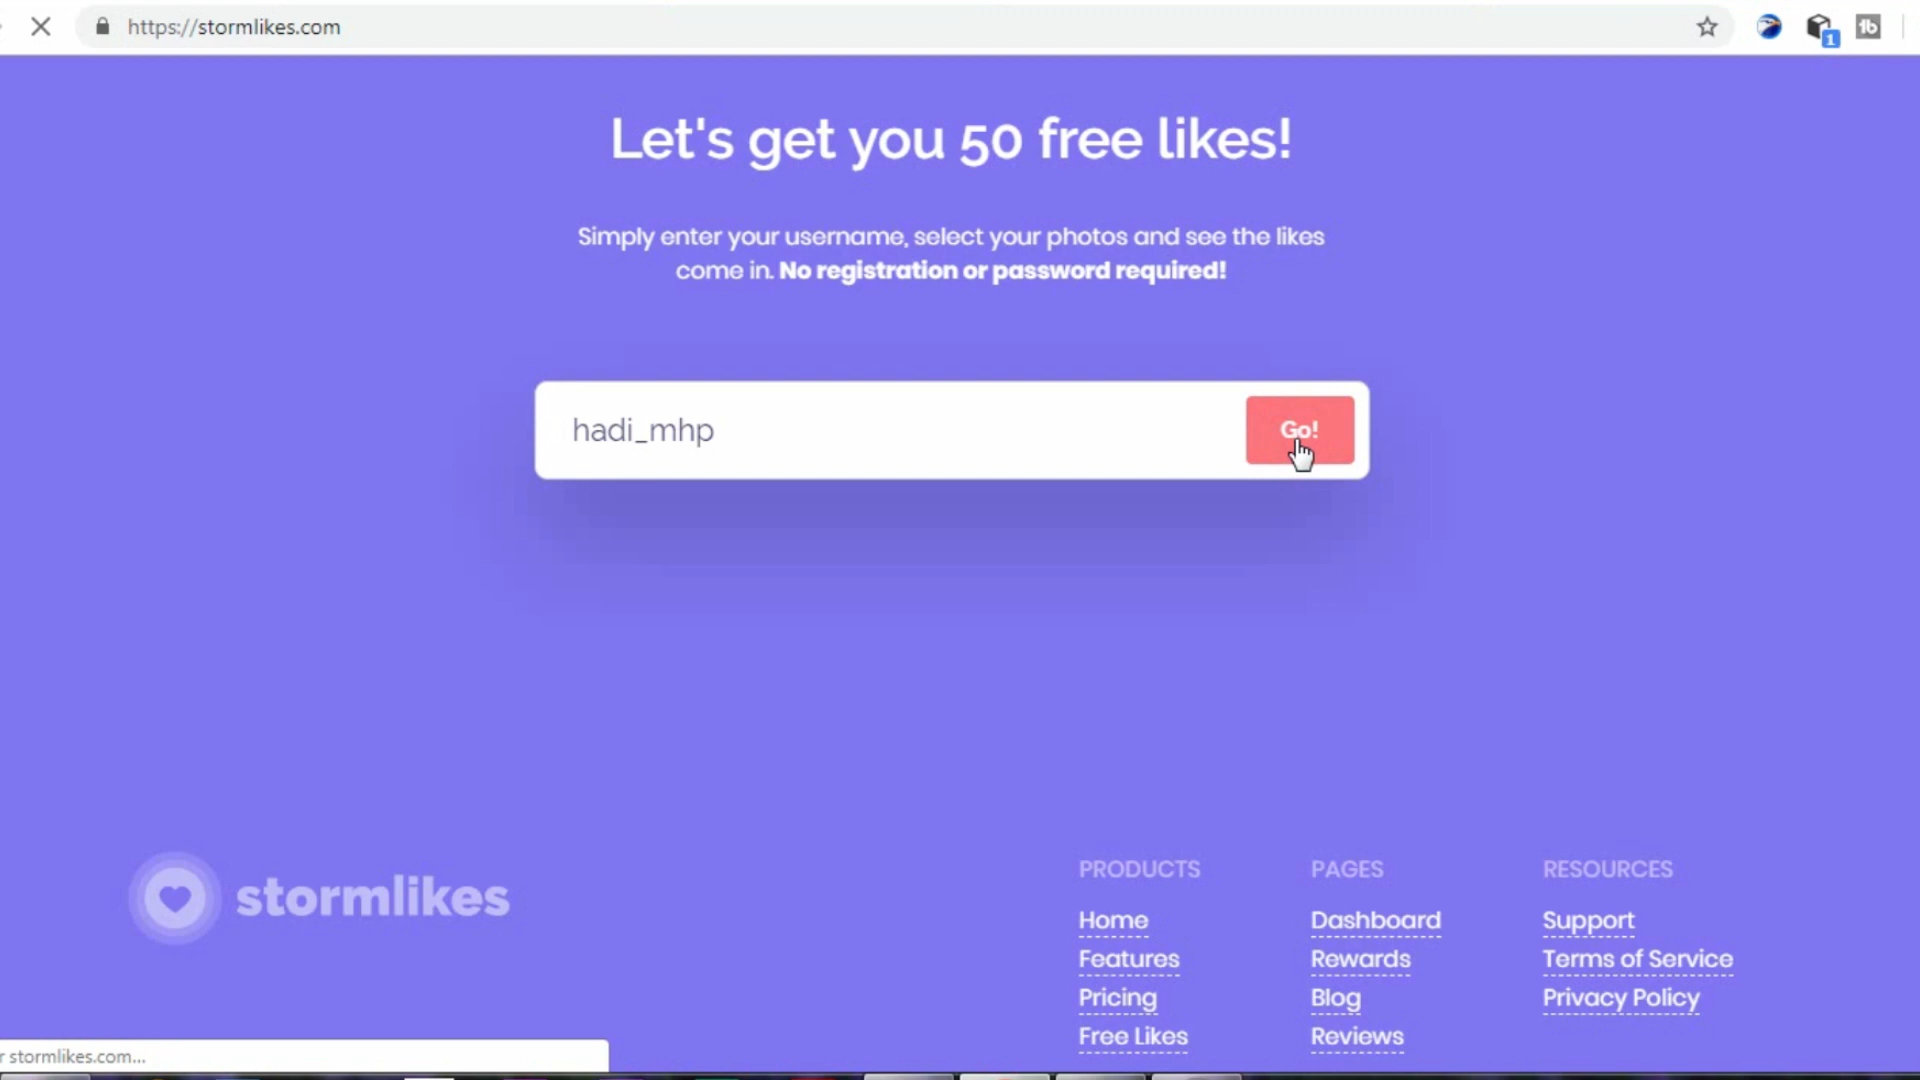 https://stormlikes.com
1
Let's get you 50 free likes!
Simply enter your username, select your photos and see the likes
come in. No registration or password required!
hadi_mhp
Go!
stormlikes
PRODUCTS
Home
Features
Pricing
Free Likes
PAGES
Dashboard
Rewards
Blog
Reviews
RESOURCES
Support
Terms of Service
Privacy Policy
r stormlikes.com...